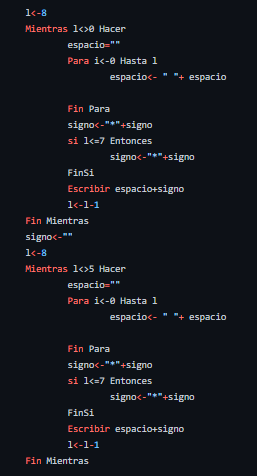 l<-8
Mientras l<>0 Hacer
espacio=""
Para i<-0 Hasta l
espacio<- " "+ espacio
Fin Para
signo<-"*"+signo
si l<=7 Entonces
signo<-"*"+signo
FinSi
Escribir espacio+signo
l<-l-1
Fin Mientras
signo<-""
l<-8
Mientras l<>5 Hacer
espacio=""
Para i<-0 Hasta l
espacio<- " "+ espacio
Fin Para
signo<-"*"+signo
si l<=7 Entonces
signo<-"*"+signo
FinSi
Escribir espacio+signo
l<-l-1
Fin Mientras